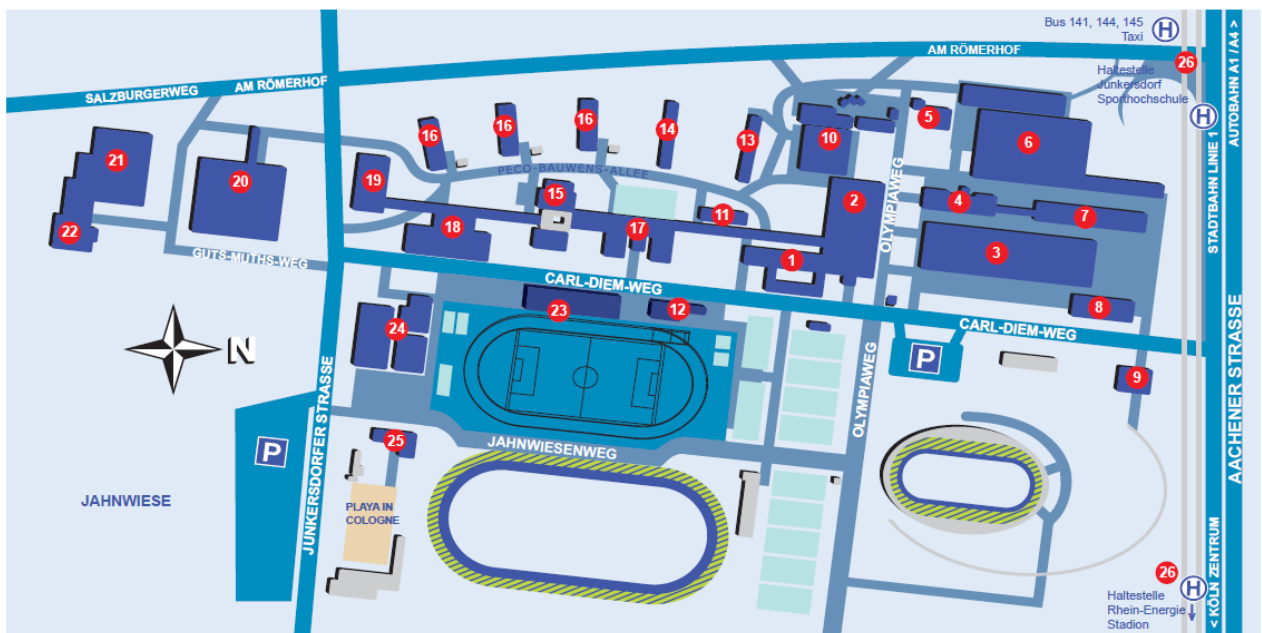 Bus 141, 144, 145
Taxi
H
AM RÖMERHOF
26
Haltestelle
Junkersdorf
Sporthochschule
H
SALZBURGERWEG
AM RÖMERHOF
STADTBAHN LINIE 1
AUTOBAHN A1 / A4 >
5
16
16
16
14
13
10
6
21
20
19
PECO-BAUWENS-ALLEE
15
11
2
4
7
22
18
17
1
3
OLYMPIAWEG
GUTS-MUTHS-WEG
CARL-DIEM-WEG
23
12
8
CARL-DIEM-WEG
24
N
P
9
OLYMPIAWEG
AACHENER STRASSE
JUNKERSDORFER STRASSE
25
JAHNWIESENWEG
P
JAHNWIESE
PLAYA IN
COLOGNE
26
H
Haltestelle
Rhein-Energie
Stadion
< KÖLN ZENTRUM